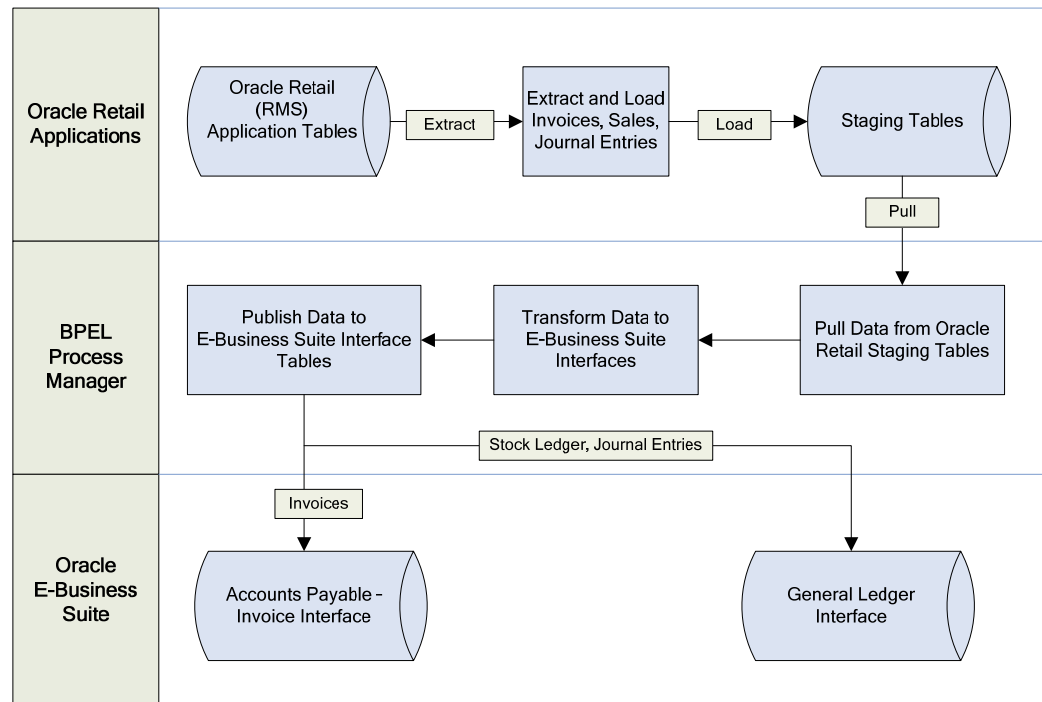 Oracle Retail
Applications
Oracle Retail
(RMS)
Application Tables
Extract
Extract and Load
Invoices, Sales,
Journal Entries
Load
Staging Tables
Pull
BPEL
Process
Manager
Publish Data to
E-Business Suite Interface
Tables
Transform Data to
E-Business Suite
Interfaces
Pull Data from Oracle
Retail Staging Tables
Stock Ledger, Journal Entries
Invoices
Oracle
E-Business
Suite
Accounts Payable -
Invoice Interface
General Ledger
Interface